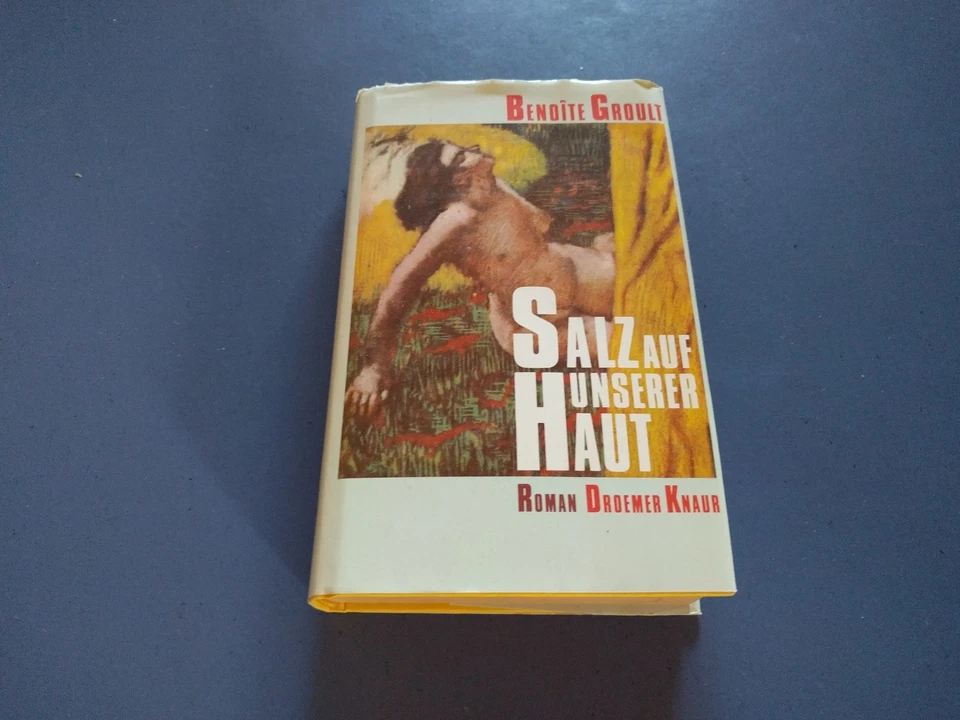 BENOÎTE GROULT
SALZ AUF
UNSERER
HAUT
ROMAN DROEMER KNAUR